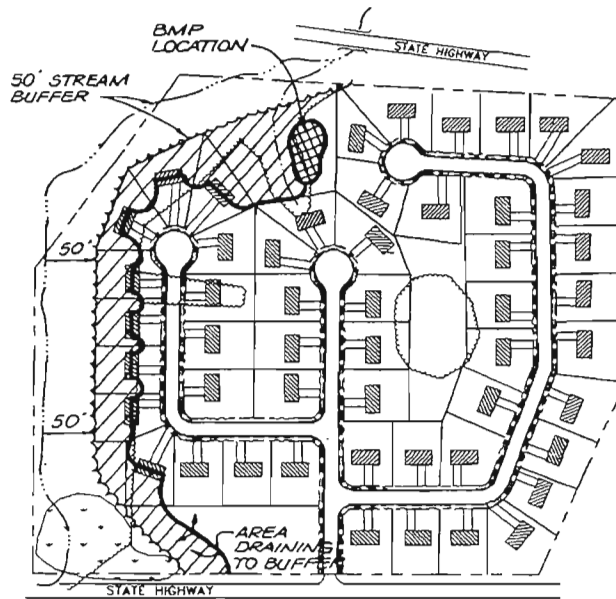 BMP
LOCATION
STATE HIGHWAY
50' STREAM
BUFFER
50'
50'
AREA
DRAINING
TO BUFFER
STATE HIGHWAY